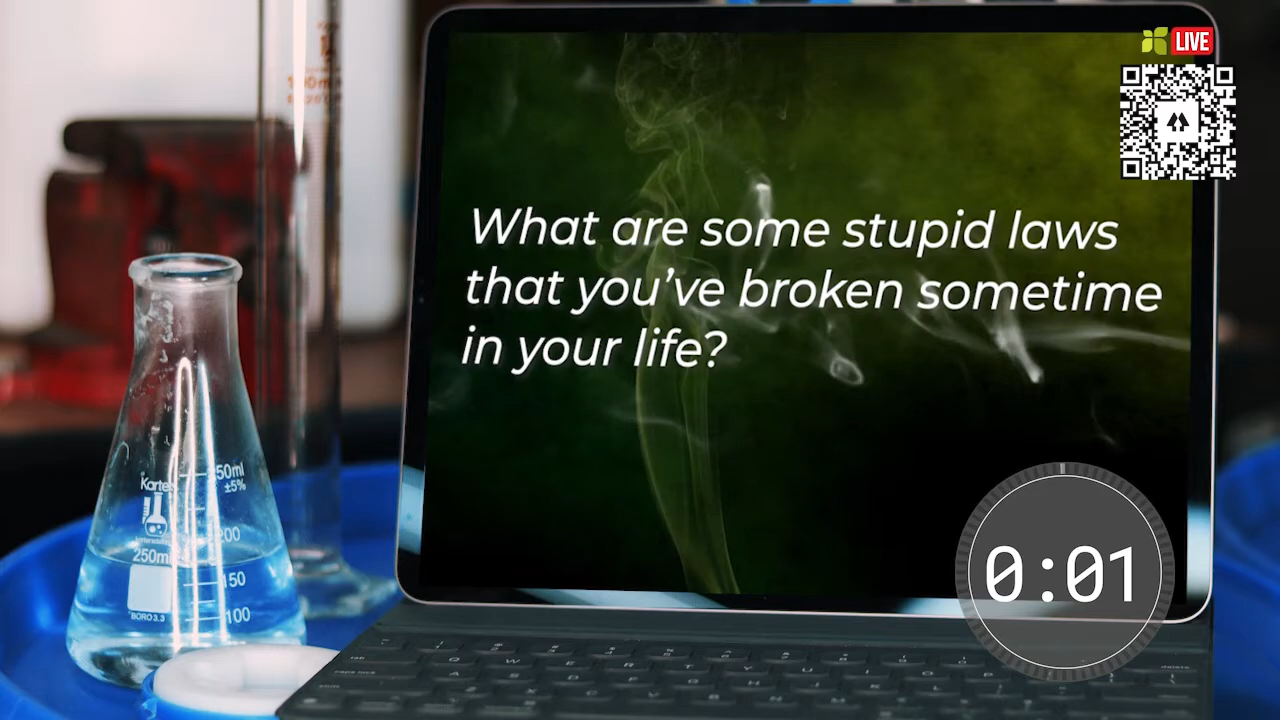 LIVE
What are some stupid laws
that you've broken sometime
in your life?
0:01
50ml
±5%
Karte
200
250ml
150
BORO 3.3
100